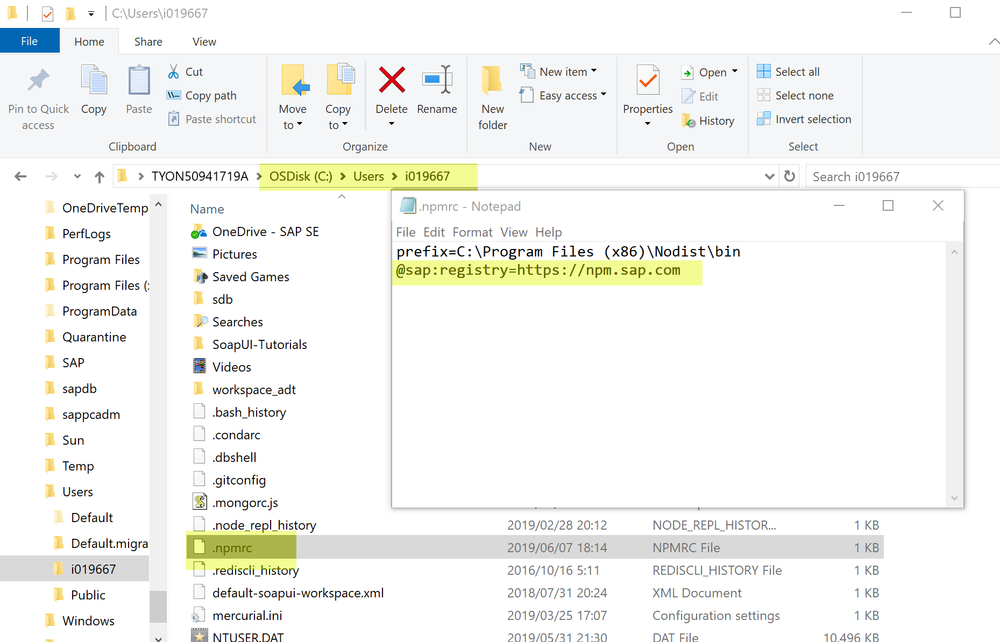 C:\Users\i019667
File Home Share View
Pin to Quick access
Copy
Paste
Cut
Copy path
Paste shortcut
Clipboard
Move to
Copy to
Delete
Rename
Organize
New folder
New item
Easy access
New
Properties
Open
Edit
History
Open
Select all
Select none
Invert selection
Select
TYON50941719A > OSDisk (C:) > Users > i019667
Search i019667
OneDriveTemp
PerfLogs
Program Files
Program Files (
ProgramData
Quarantine
SAP
sapdb
sappcadm
Sun
Temp
Users
Default
Default.migra
i019667
Public
Windows
Name
OneDrive - SAP SE
Pictures
Saved Games
sdb
Searches
SoapUI-Tutorials
Videos
workspace_adt
.bash_history
.condarc
.dbshell
.gitconfig
.mongorc.js
.node_repl_history 2019/02/28 20:12 NODE_REPL_HISTOR... 1 KB
.npmrc 2019/06/07 18:14 NPMRC File 1 KB
.rediscli_history 2016/10/16 5:11 REDISCLI_HISTORY File 1 KB
default-soapui-workspace.xml 2018/07/31 20:24 XML Document 1 KB
mercurial.ini 2019/03/25 17:07 Configuration settings 1 KB
NTUSER.DAT 2019/05/31 21:30 DAT File 10,496 KB
.npmrc - Notepad
File Edit Format View Help
prefix=C:\Program Files (x86)\Nodist\bin
@sap:registry=https://npm.sap.com